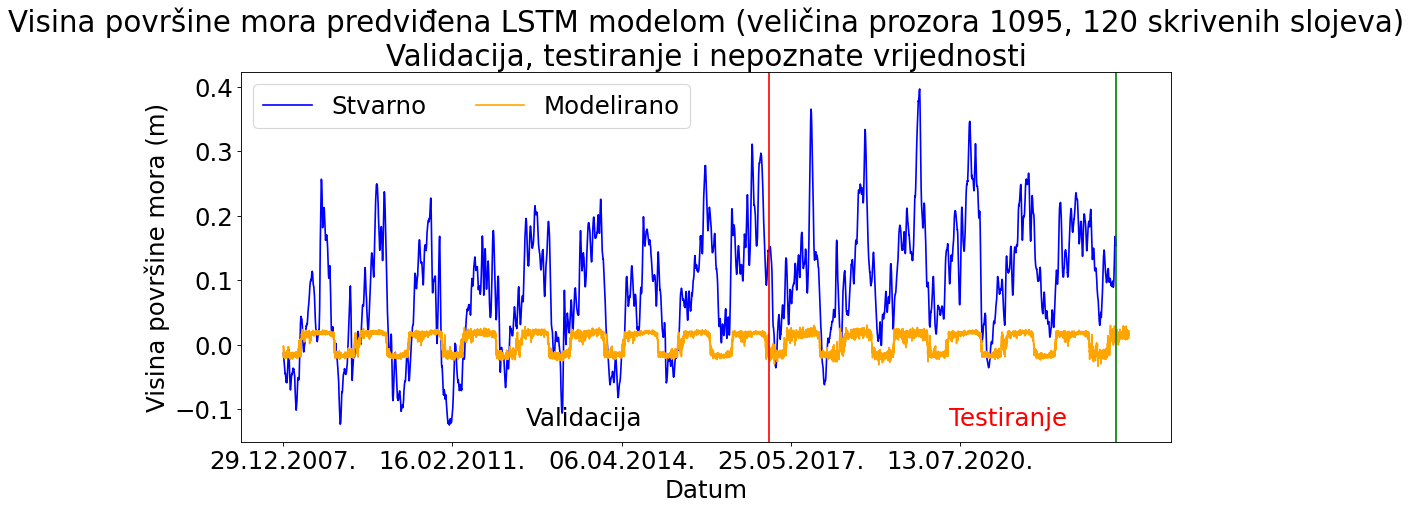 Visina površine mora predviđena LSTM modelom (veličina prozora 1095, 120 skrivenih slojeva)
Validacija, testiranje i nepoznate vrijednosti
Stvarno
Modelirano
Visina površine mora (m)
0.4
0.3
0.2
0.1
0.0
−0.1
Validacija
Testiranje
29.12.2007.
16.02.2011.
06.04.2014.
25.05.2017.
13.07.2020.
Datum